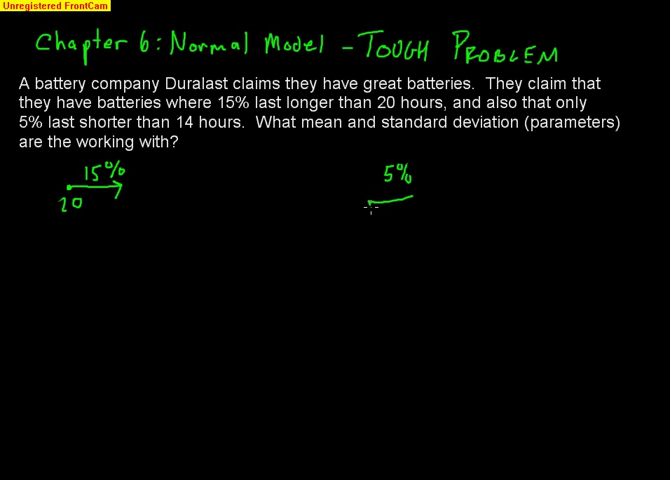 Unregistered FrontCam
Chapter 6: Normal Model - TOUGH PROBLEM
A battery company Duralast claims they have great batteries. They claim that
they have batteries where 15% last longer than 20 hours, and also that only
5% last shorter than 14 hours. What mean and standard deviation (parameters)
are the working with?
15%
5%
20